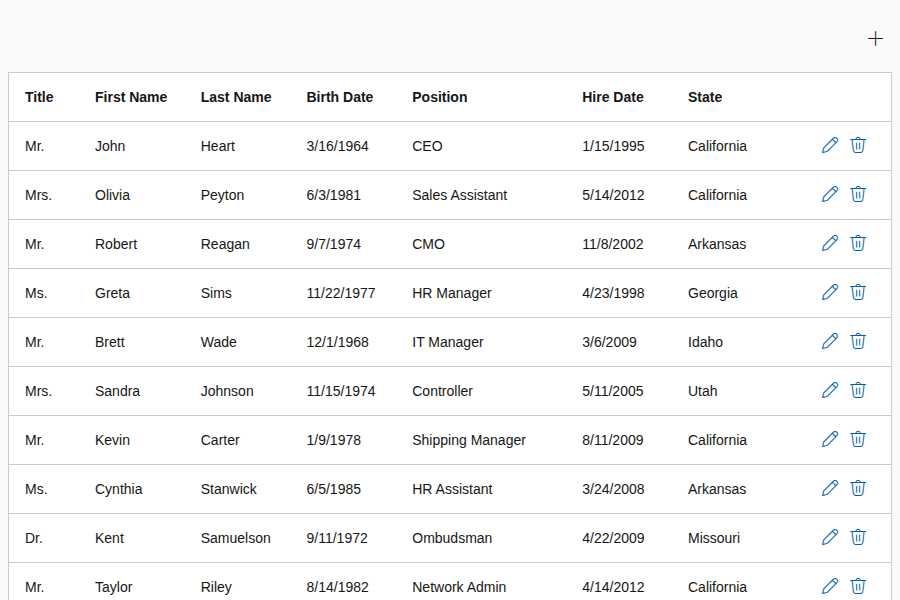 Title First Name Last Name Birth Date Position Hire Date State
Mr. John Heart 3/16/1964 CEO 1/15/1995 California
Mrs. Olivia Peyton 6/3/1981 Sales Assistant 5/14/2012 California
Mr. Robert Reagan 9/7/1974 CMO 11/8/2002 Arkansas
Ms. Greta Sims 11/22/1977 HR Manager 4/23/1998 Georgia
Mr. Brett Wade 12/1/1968 IT Manager 3/6/2009 Idaho
Mrs. Sandra Johnson 11/15/1974 Controller 5/11/2005 Utah
Mr. Kevin Carter 1/9/1978 Shipping Manager 8/11/2009 California
Ms. Cynthia Stanwick 6/5/1985 HR Assistant 3/24/2008 Arkansas
Dr. Kent Samuelson 9/11/1972 Ombudsman 4/22/2009 Missouri
Mr. Taylor Riley 8/14/1982 Network Admin 4/14/2012 California